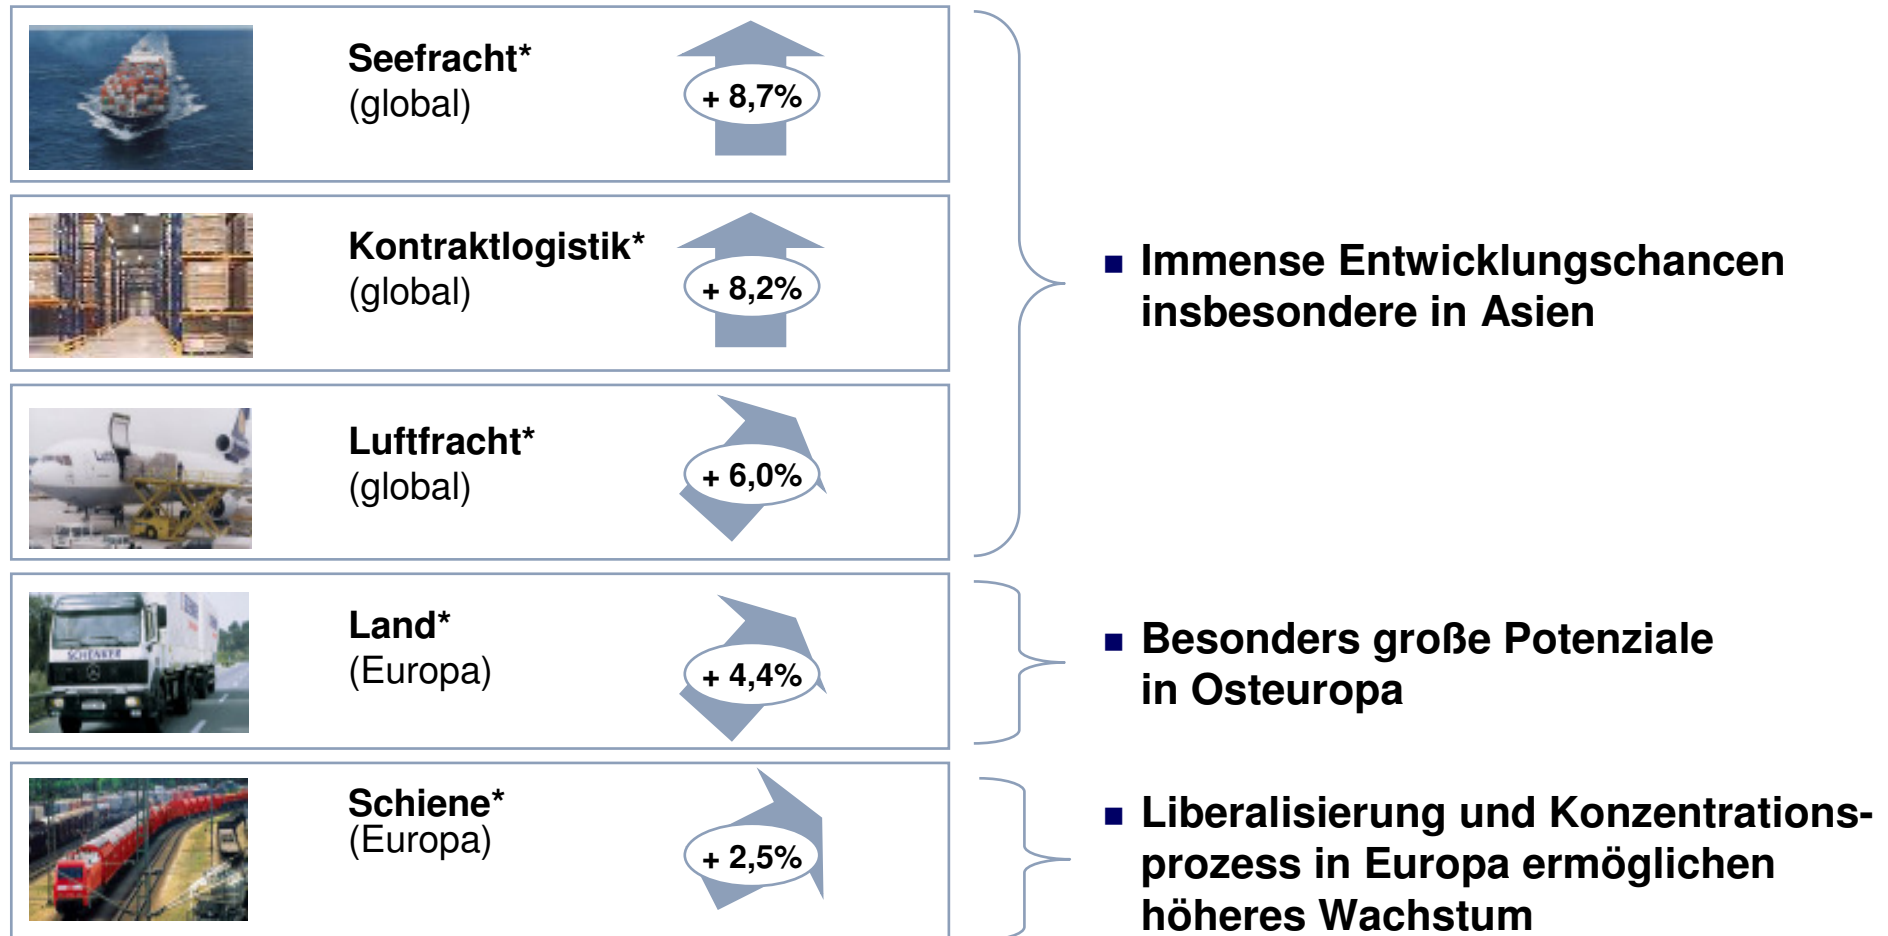 Seefracht*
(global)
+ 8,7%
Kontraktlogistik*
(global)
+ 8,2%
Luftfracht*
(global)
+ 6,0%
Land*
(Europa)
+ 4,4%
SCHENKER
Schiene*
(Europa)
+ 2,5%
■ Immense Entwicklungschancen
insbesondere in Asien
■ Besonders große Potenziale
in Osteuropa
■ Liberalisierung und Konzentrations-
prozess in Europa ermöglichen
höheres Wachstum